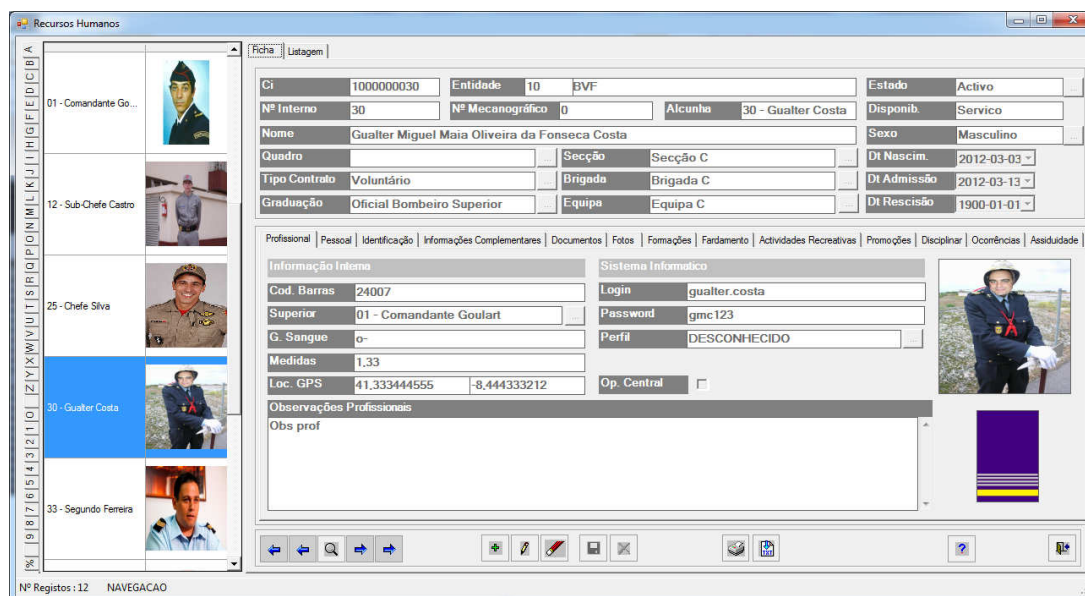 Recursos Humanos
Ficha Listagem
01 - Comandante Go...
12 - Sub-Chefe Castro
25 - Chefe Silva
30 - Gualter Costa
33 - Segundo Ferreira
A B C D E F G H I J K L M N O P Q R S T U V W X Y Z 0 1 2 3 4 5 6 7 8 9 %
Ci 1000000030 Entidade 10 BVF Estado Activo ...
Nº Interno 30 Nº Mecanográfico 0 Alcunha 30 - Gualter Costa Disponib. Servico
Nome Gualter Miguel Maia Oliveira da Fonseca Costa Sexo Masculino ...
Quadro ... Secção Secção C ... Dt Nascim. 2012-03-03
Tipo Contrato Voluntário ... Brigada Brigada C ... Dt Admissão 2012-03-13
Graduação Oficial Bombeiro Superior ... Equipa Equipa C ... Dt Rescisão 1900-01-01
Profissional Pessoal Identificação Informações Complementares Documentos Fotos Formações Fardamento Actividades Recreativas Promoções Disciplinar Ocorrências Assiduidade
Informação Interna Sistema Informatico
Cod. Barras 24007 Login gualter.costa
Superior 01 - Comandante Goulart ... Password gmc123
G. Sangue o- Perfil DESCONHECIDO ...
Medidas 1,33
Loc. GPS 41,333444555 -8,444333212 Op. Central
Observações Profissionais
Obs prof
TXT
?
Nº Registos : 12 NAVEGACAO